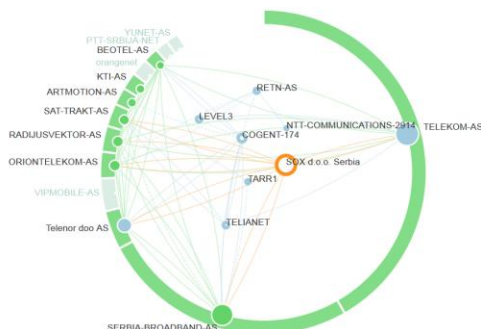 YUNET-AS
PTT-SRBIJA-NET
BEOTEL-AS
orangenet
KTI-AS
ARTMOTION-AS
SAT-TRAKT-AS
RADIJUSVEKTOR-AS
ORIONTELEKOM-AS
VIPMOBILE-AS
Telenor doo AS
SERBIA-BROADBAND-AS
RETN-AS
LEVEL3
NTT-COMMUNICATIONS-2914
COGENT-174
TELEKOM-AS
SOX d.o.o. Serbia
TARR1
TELIANET